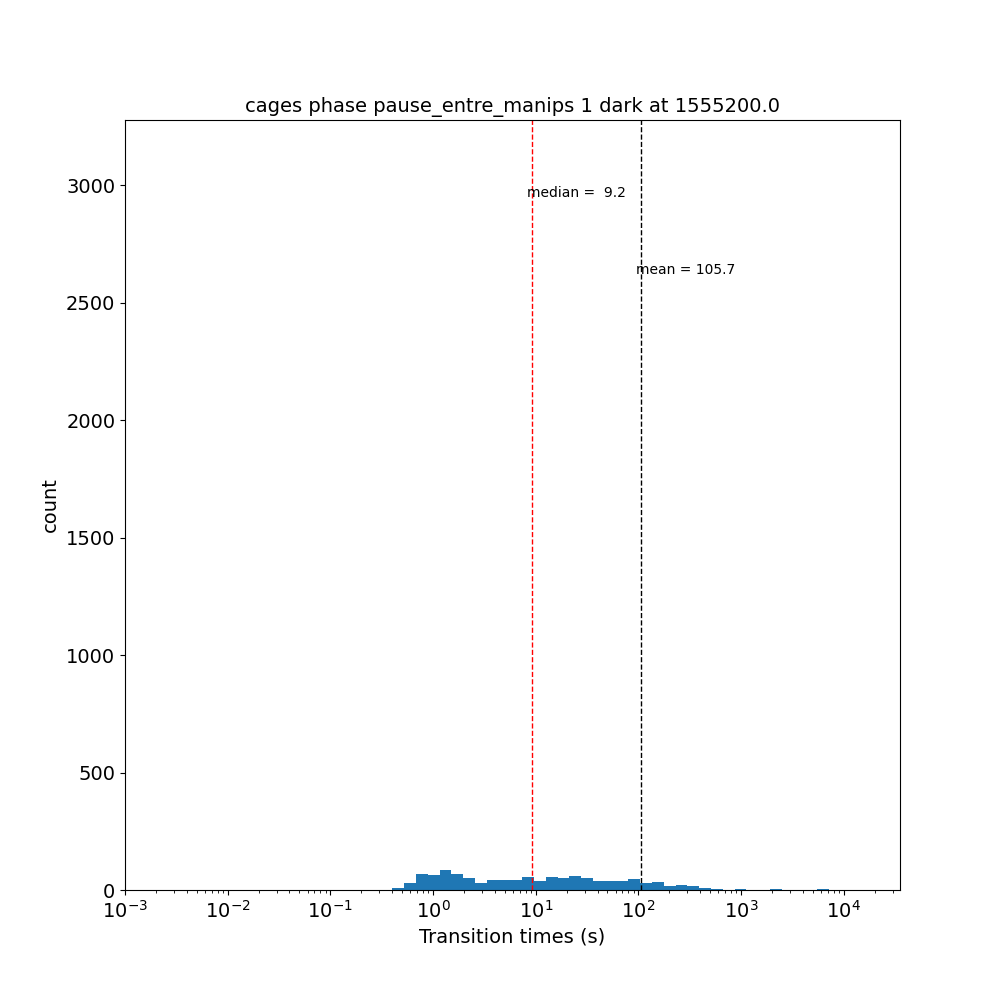 cages phase pause_entre_manips 1 dark at 1555200.0
3000
median =  9.2
mean = 105.7
2500
2000
count
1500
1000
500
0
10⁻³ 10⁻² 10⁻¹ 10⁰ 10¹ 10² 10³ 10⁴
Transition times (s)